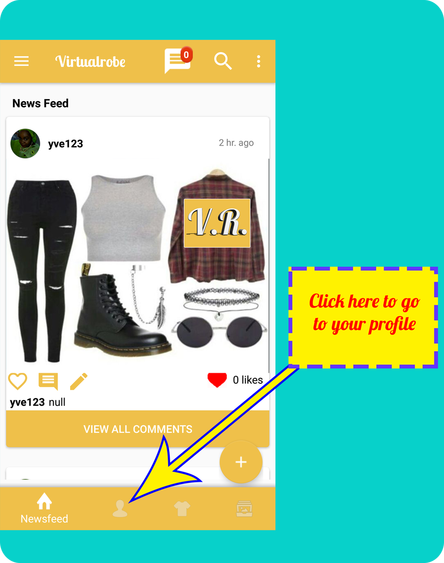 Virtualrobe
0
News Feed
yve123
2 hr. ago
V.R.
0 likes
yve123 null
VIEW ALL COMMENTS
+
Newsfeed
Click here to go
to your profile